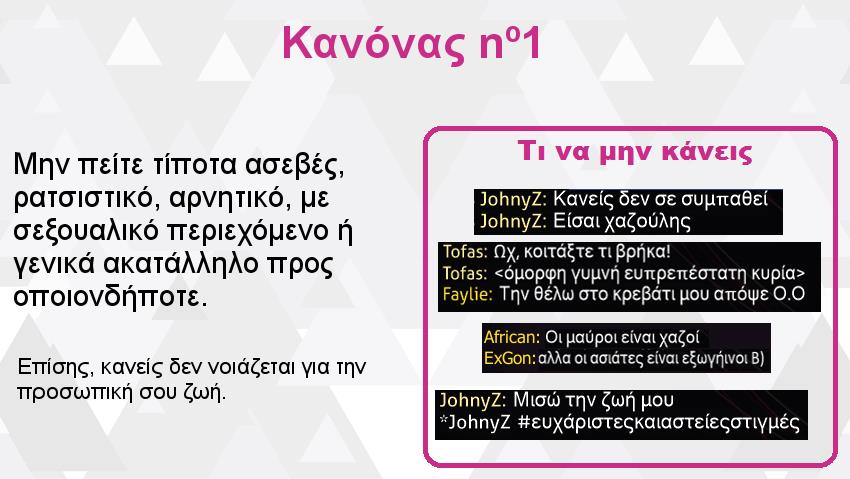 Κανόνας nº1
Μην πείτε τίποτα ασεβές,
ρατσιστικό, αρνητικό, με
σεξουαλικό περιεχόμενο ή
γενικά ακατάλληλο προς
οποιονδήποτε.
Επίσης, κανείς δεν νοιάζεται για την
προσωπική σου ζωή.
Τι να μην κάνεις
JohnyZ: Κανείς δεν σε συμπαθεί
JohnyZ: Είσαι χαζούλης
Tofas: Ωχ, κοιτάξτε τι βρήκα!
Tofas: <όμορφη γυμνή ευπρεπέστατη κυρία>
Faylie: Την θέλω στο κρεβάτι μου απόψε O.O
African: Οι μαύροι είναι χαζοί
ExGon: αλλα οι ασιάτες είναι εξωγήινοι B)
JohnyZ: Μισώ την ζωή μου
*JohnyZ #ευχάριστεςκαιαστείεςστιγμές